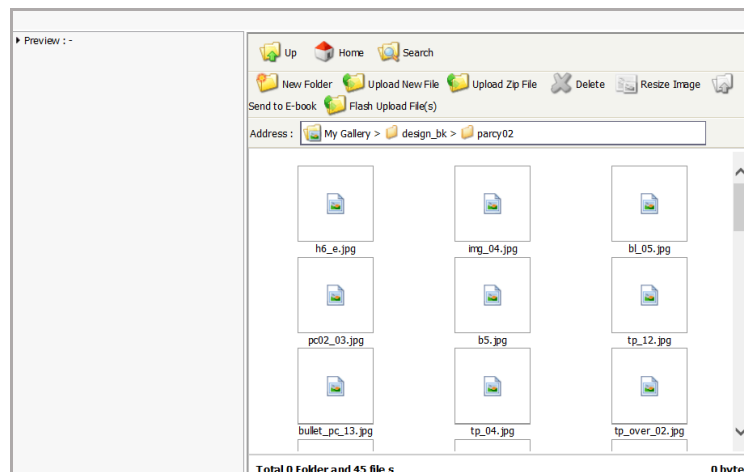 Preview : -
Up Home Search
New Folder Upload New File Upload Zip File Delete Resize Image
Send to E-book Flash Upload File(s)
Address : My Gallery > design_bk > parcy02
h6_e.jpg img_04.jpg bl_05.jpg
pc02_03.jpg b5.jpg tp_12.jpg
bullet_pc_13.jpg tp_04.jpg tp_over_02.jpg
Total 0 Folder and 45 file s 0 byte